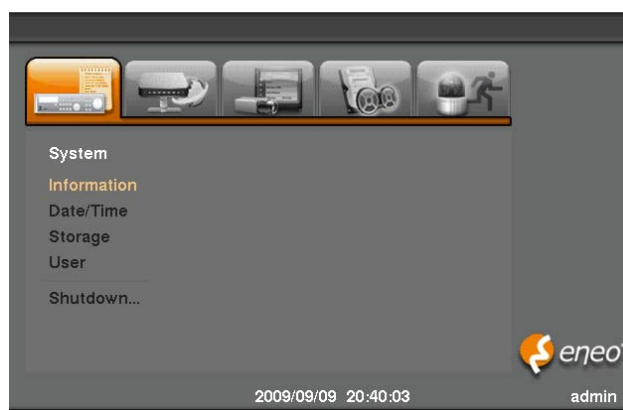 System
Information
Date/Time
Storage
User
Shutdown...
eneo
2009/09/09 20:40:03
admin